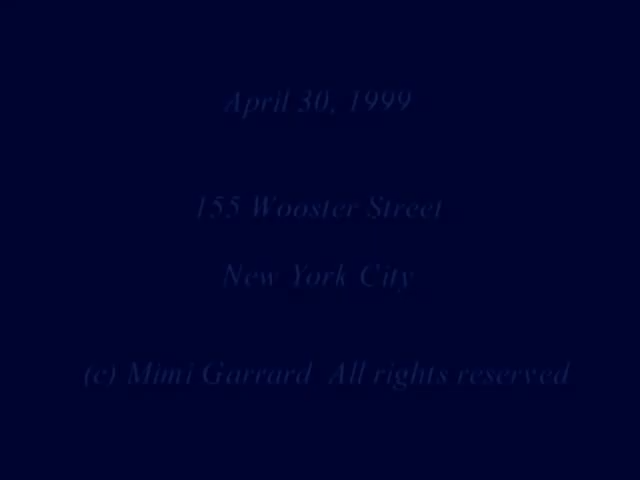 April 30, 1999
155 Wooster Street
New York City
(c) Mimi Garrard  All rights reserved